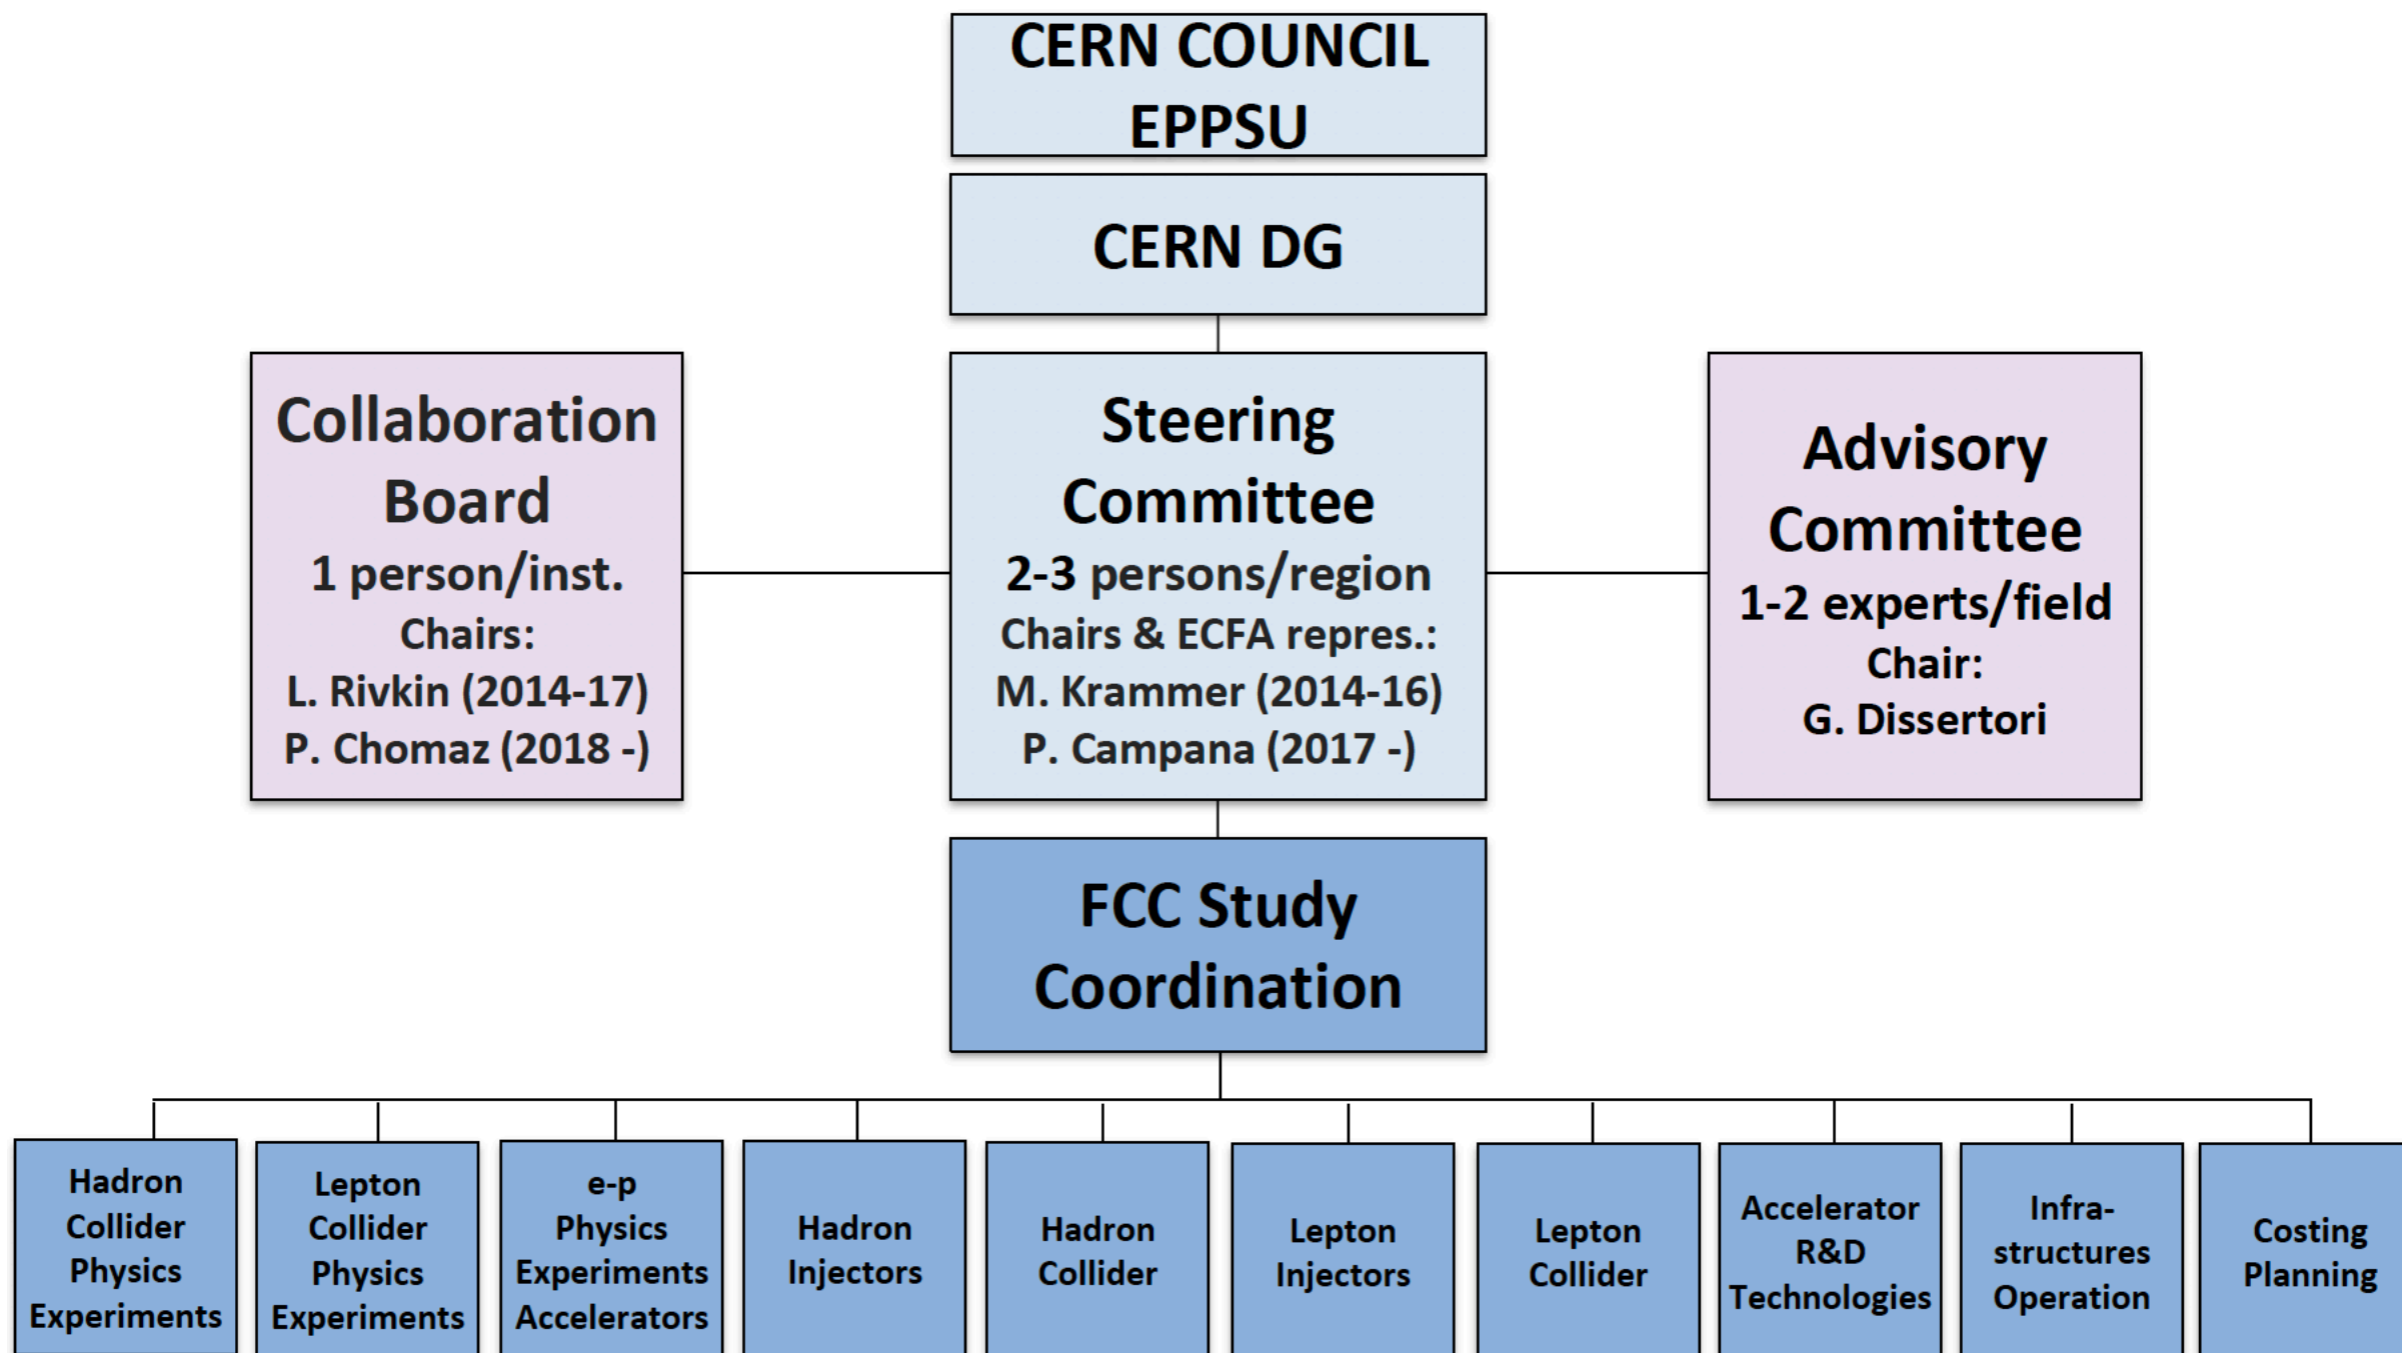 CERN COUNCIL
EPPSU
CERN DG
Collaboration
Board
1 person/inst.
Chairs:
L. Rivkin (2014-17)
P. Chomaz (2018 -)
Steering
Committee
2-3 persons/region
Chairs & ECFA repres.:
M. Krammer (2014-16)
P. Campana (2017 -)
Advisory
Committee
1-2 experts/field
Chair:
G. Dissertori
FCC Study
Coordination
Hadron
Collider
Physics
Experiments
Lepton
Collider
Physics
Experiments
e-p
Physics
Experiments
Accelerators
Hadron
Injectors
Hadron
Collider
Lepton
Injectors
Lepton
Collider
Accelerator
R&D
Technologies
Infra-
structures
Operation
Costing
Planning